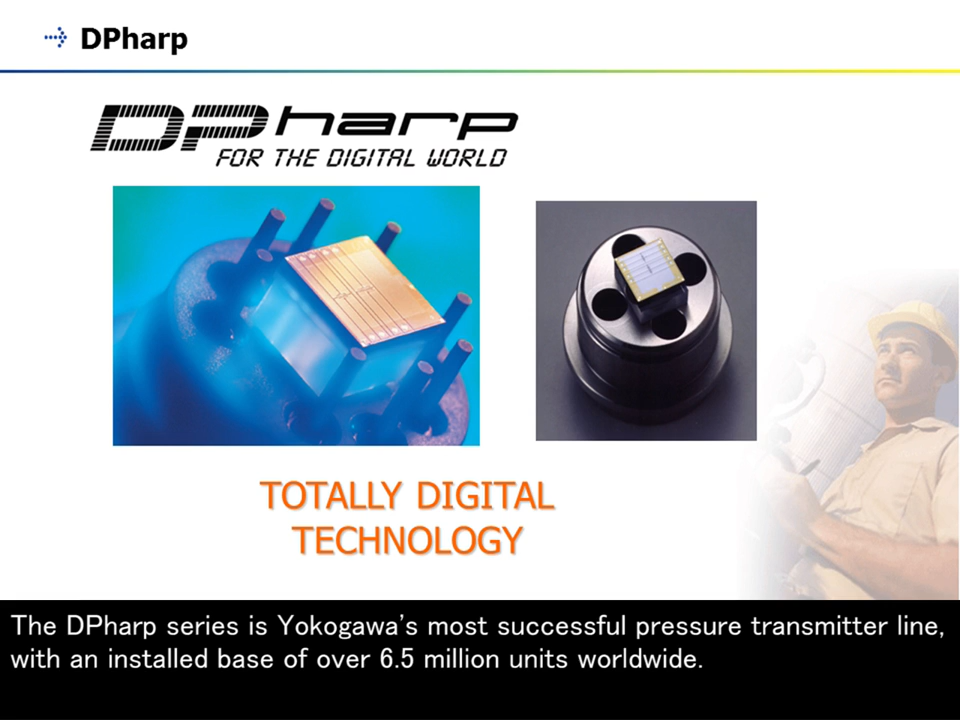 DPharp
DPharp
FOR THE DIGITAL WORLD
TOTALLY DIGITAL
TECHNOLOGY
The DPharp series is Yokogawa's most successful pressure transmitter line,
with an installed base of over 6.5 million units worldwide.